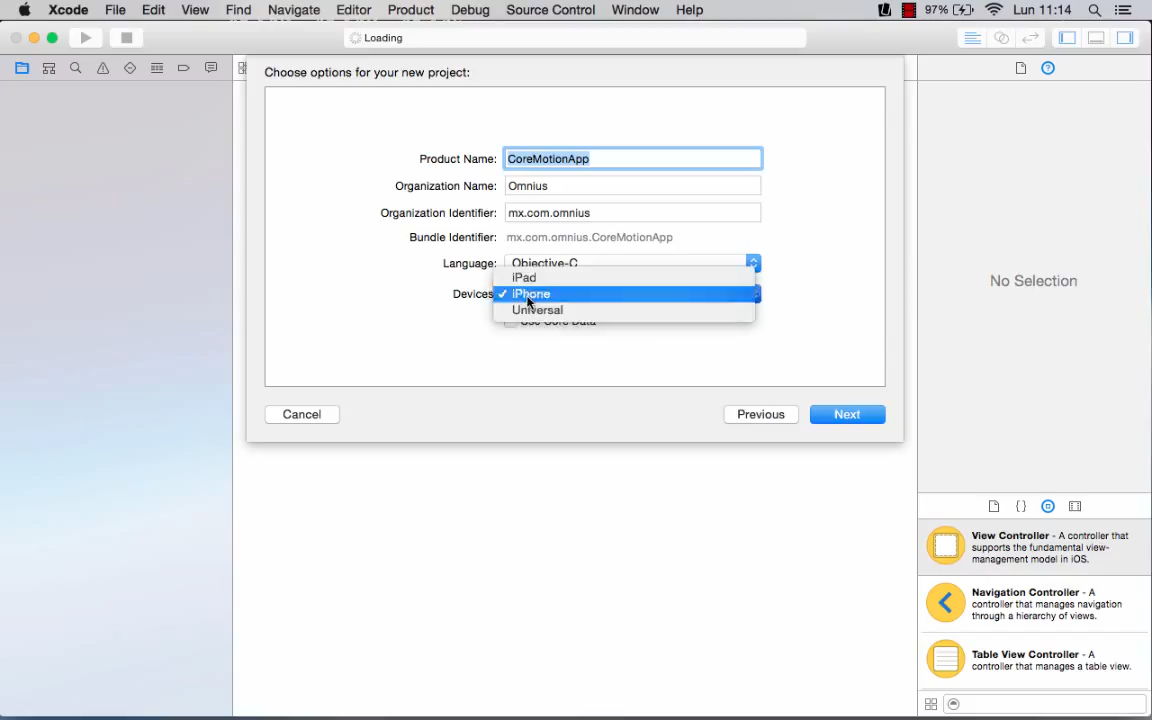 Xcode File Edit View Find Navigate Editor Product Debug Source Control Window Help 97% Lun 11:14
Loading
Choose options for your new project:
Product Name: CoreMotionApp
Organization Name: Omnius
Organization Identifier: mx.com.omnius
Bundle Identifier: mx.com.omnius.CoreMotionApp
Language: Objective-C
iPad
Devices ✓ iPhone
Universal
Use Core Data
Cancel Previous Next
No Selection
View Controller - A controller that
supports the fundamental view-
management model in iOS.
Navigation Controller - A
controller that manages navigation
through a hierarchy of views.
Table View Controller - A
controller that manages a table view.